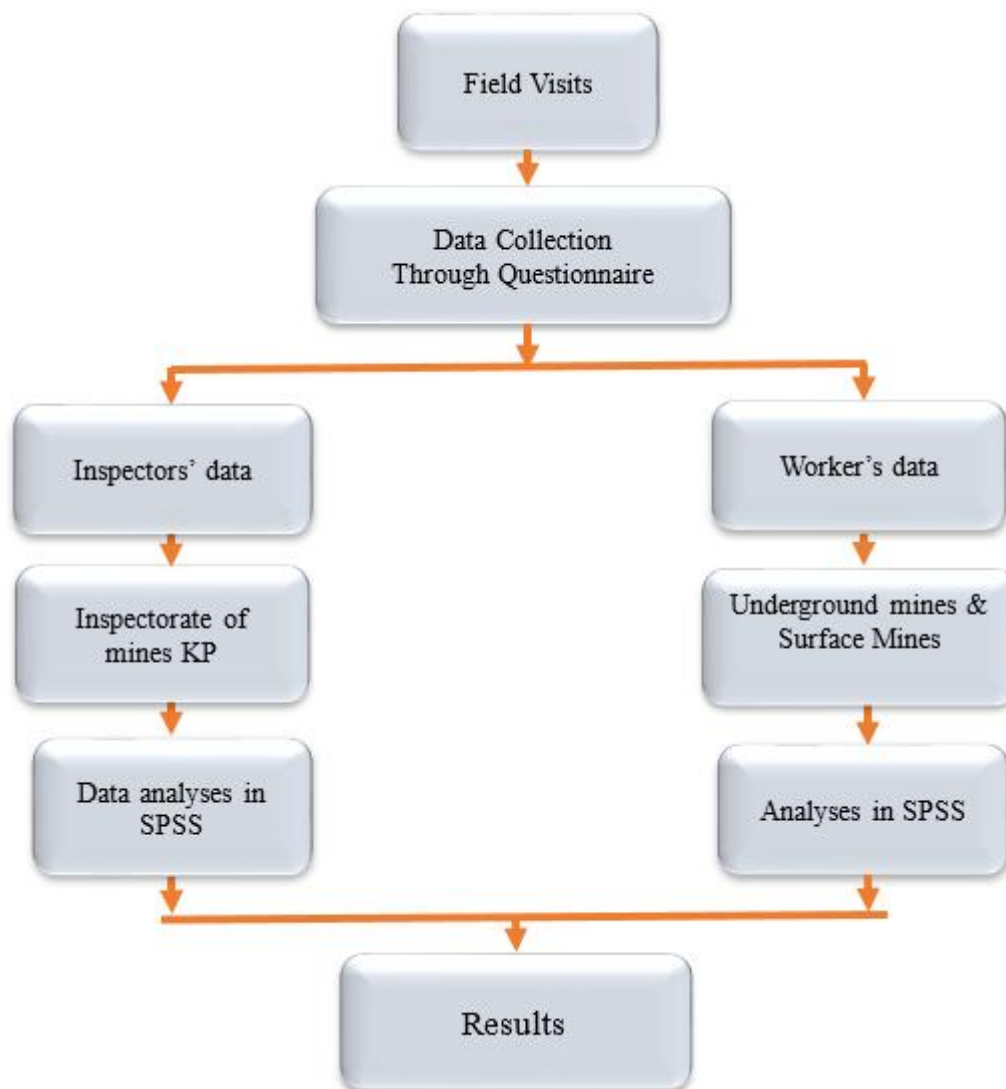 Field Visits
Data Collection
Through Questionnaire
Inspectors’ data
Worker’s data
Inspectorate of
mines KP
Underground mines &
Surface Mines
Data analyses in
SPSS
Analyses in SPSS
Results